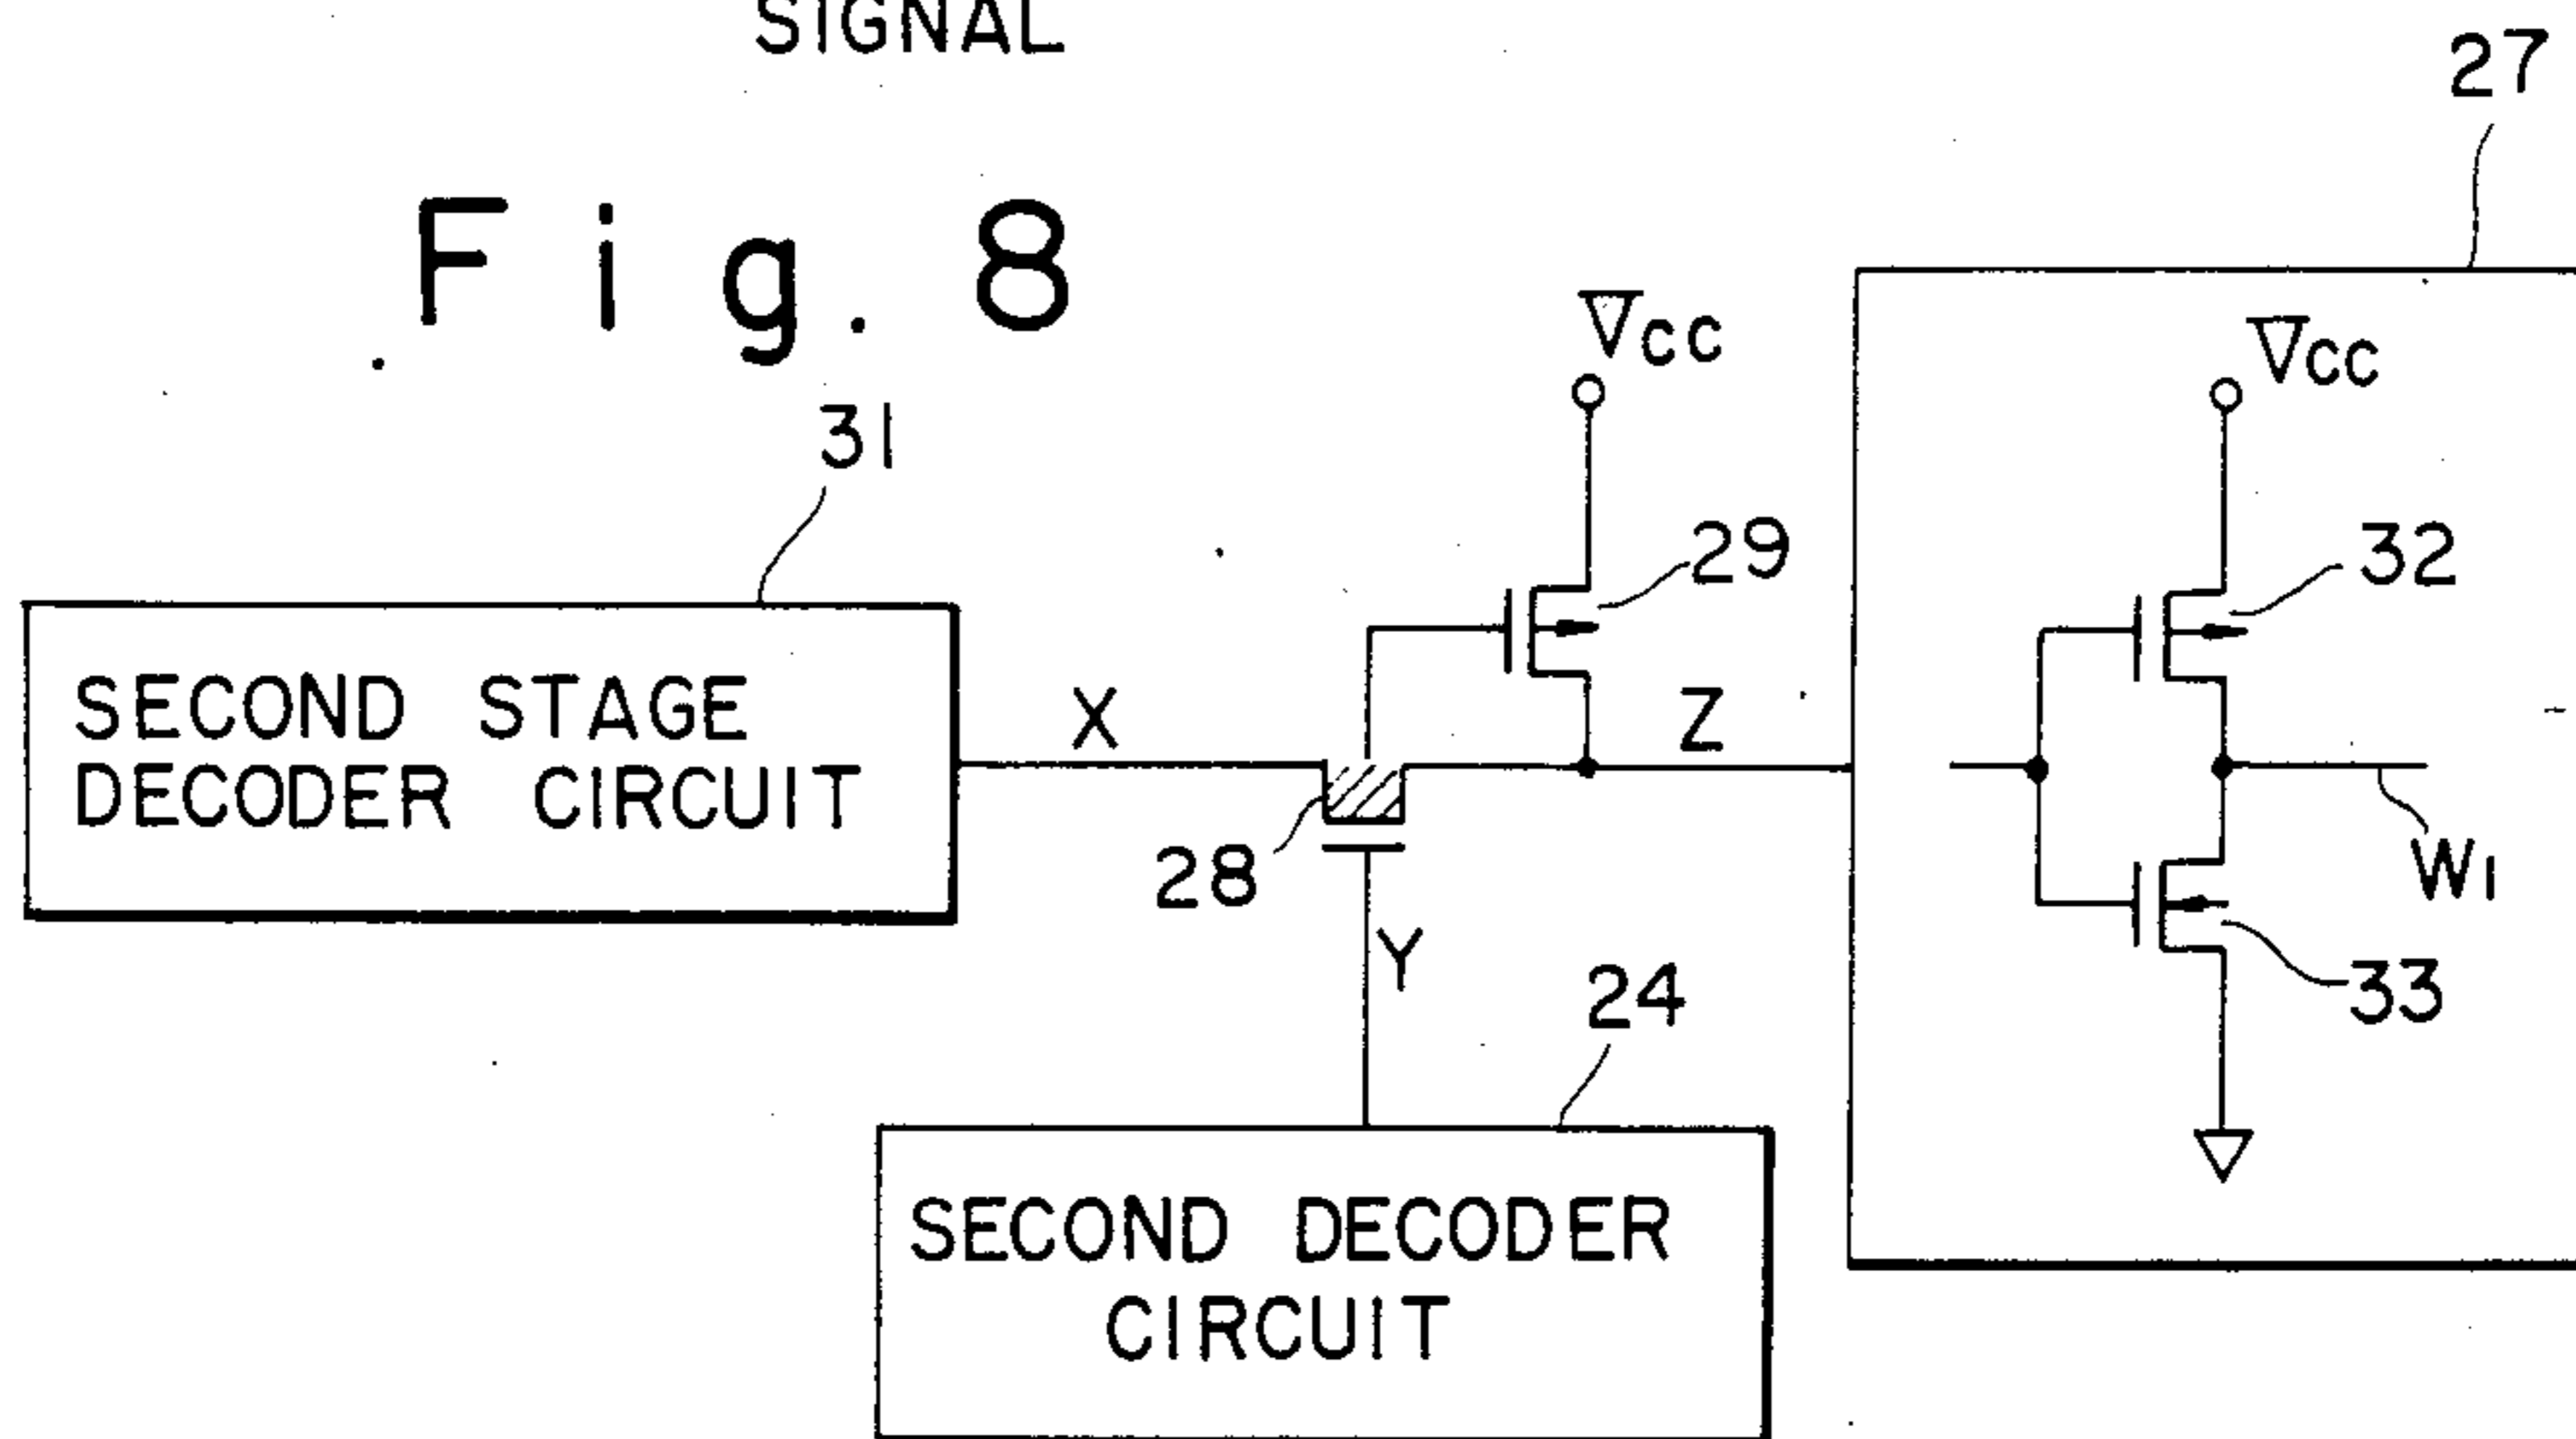 SIGNAL
Fig. 8
27
VCC
VCC
31
29
32
SECOND STAGE
DECODER CIRCUIT
X
Z
28
W1
Y
24
33
SECOND DECODER
CIRCUIT